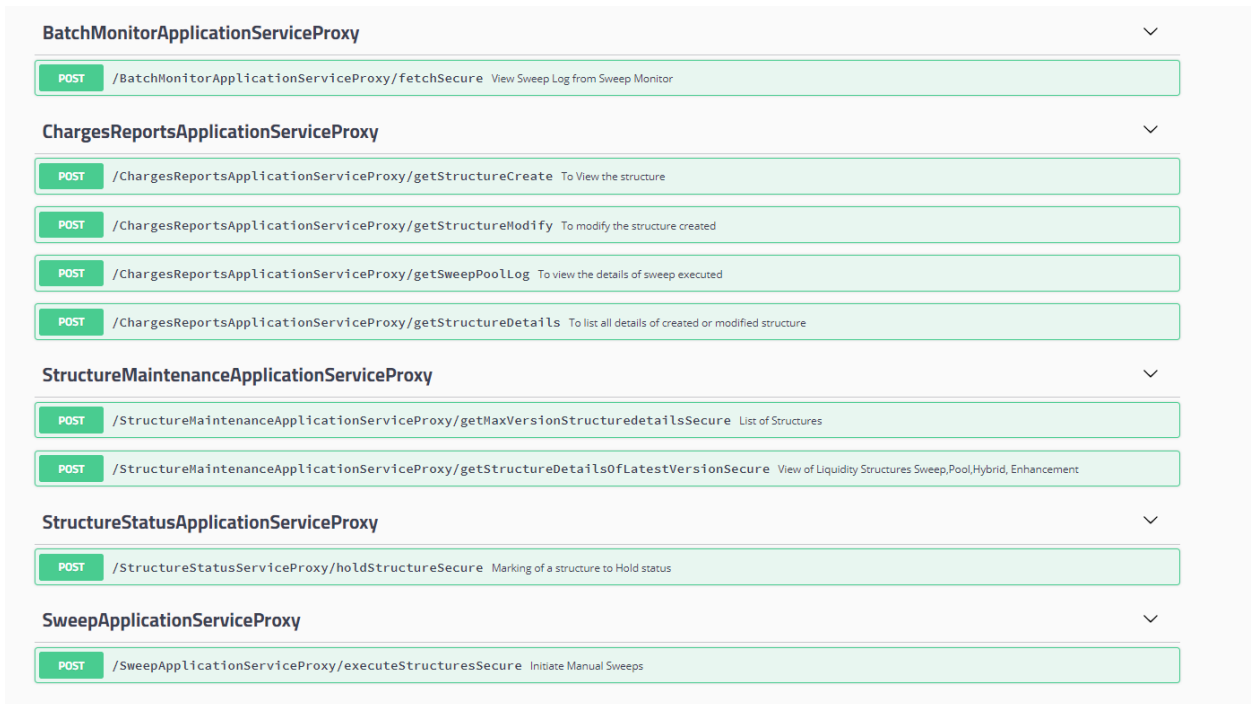 BatchMonitorApplicationServiceProxy
POST /BatchMonitorApplicationServiceProxy/fetchSecure View Sweep Log from Sweep Monitor
ChargesReportsApplicationServiceProxy
POST /ChargesReportsApplicationServiceProxy/getStructureCreate To View the structure
POST /ChargesReportsApplicationServiceProxy/getStructureModify To modify the structure created
POST /ChargesReportsApplicationServiceProxy/getSweepPoolLog To view the details of sweep executed
POST /ChargesReportsApplicationServiceProxy/getStructureDetails To list all details of created or modified structure
StructureMaintenanceApplicationServiceProxy
POST /StructureMaintenanceApplicationServiceProxy/getMaxVersionStructuredetailsSecure List of Structures
POST /StructureMaintenanceApplicationServiceProxy/getStructureDetailsOfLatestVersionSecure View of Liquidity Structures Sweep,Pool,Hybrid, Enhancement
StructureStatusApplicationServiceProxy
POST /StructureStatusServiceProxy/holdStructureSecure Marking of a structure to Hold status
SweepApplicationServiceProxy
POST /SweepApplicationServiceProxy/executeStructuresSecure Initiate Manual Sweeps